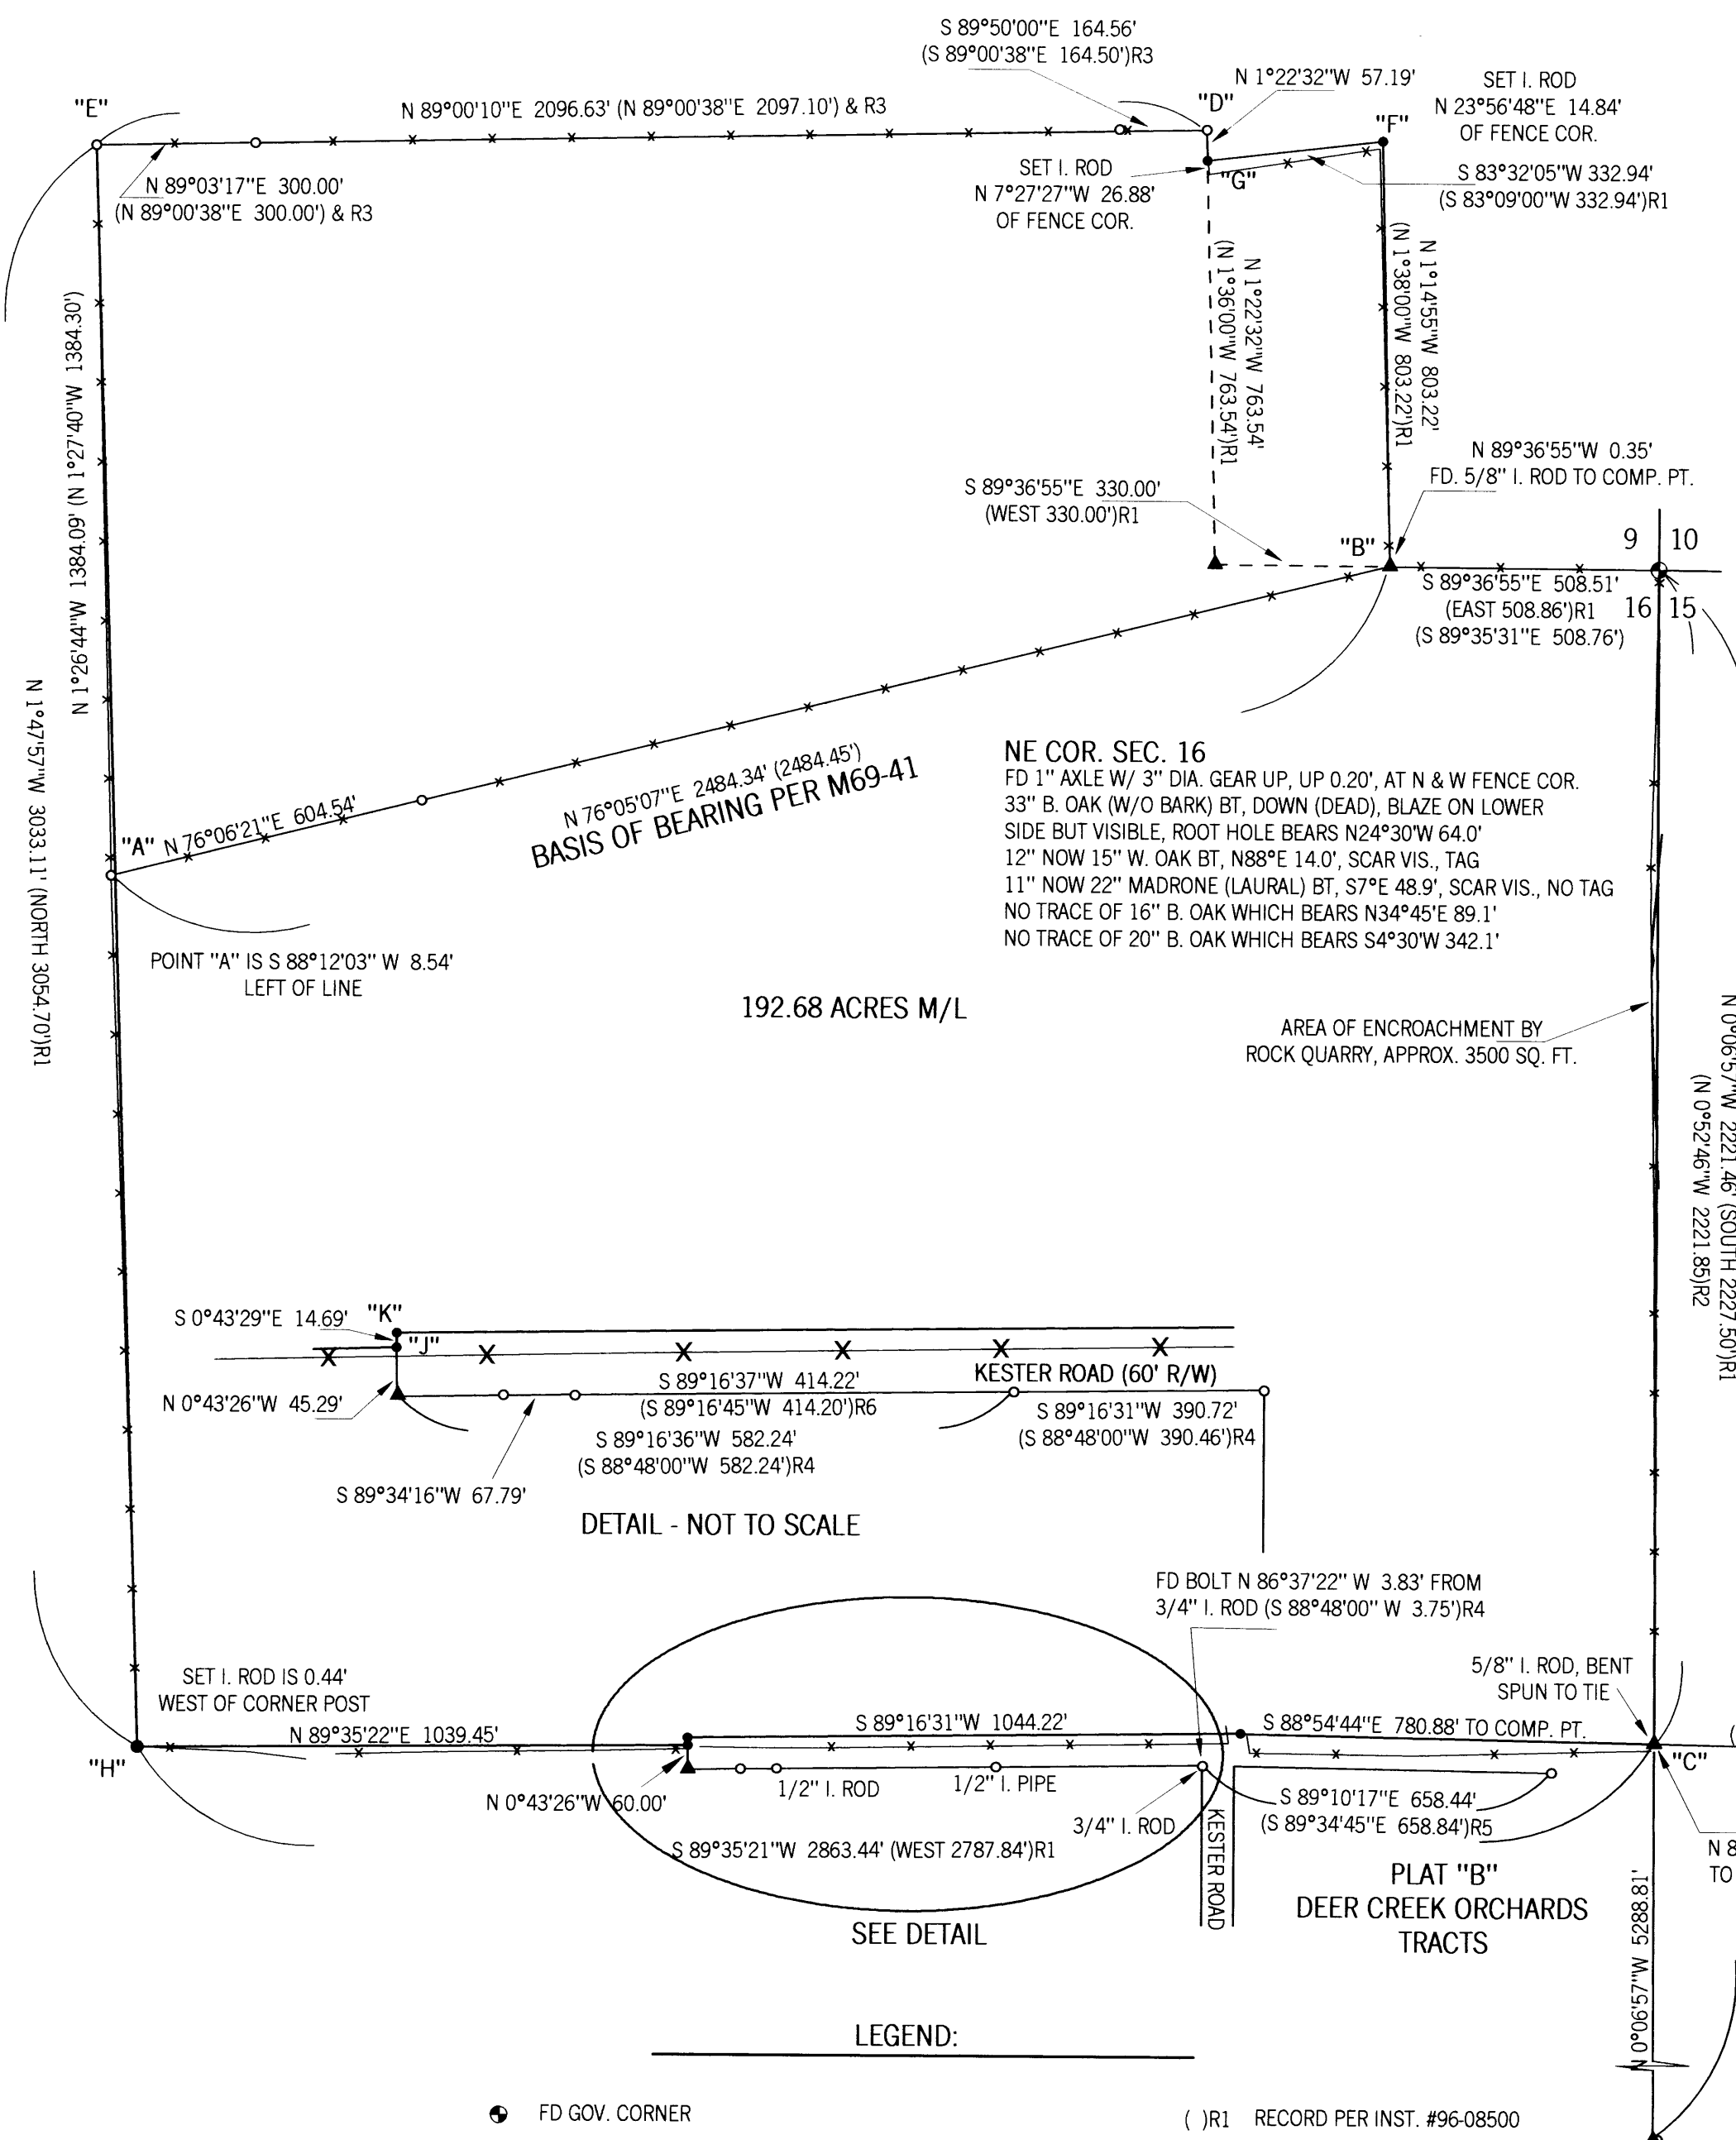 S 89°50'00"E 164.56'
(S 89°00'38"E 164.50')R3
N 1°22'32"W 57.19'
SET I. ROD
N 23°56'48"E 14.84'
OF FENCE COR.
"E"
N 89°00'10"E 2096.63' (N 89°00'38"E 2097.10') & R3
"D"
"F"
N 89°03'17"E 300.00'
(N 89°00'38"E 300.00') & R3
SET I. ROD
N 7°27'27"W 26.88'
OF FENCE COR.
"G"
S 83°32'05"W 332.94'
(S 83°09'00"W 332.94')R1
N 1°22'32"W 763.54'
(N 1°36'00"W 763.54')R1
N 1°14'55"W 803.22'
(N 1°38'00"W 803.22')R1
N 1°26'44"W 1384.09' (N 1°27'40"W 1384.30')
N 89°36'55"W 0.35'
FD. 5/8" I. ROD TO COMP. PT.
S 89°36'55"E 330.00'
(WEST 330.00')R1
"B"
9 10
16 15
S 89°36'55"E 508.51'
(EAST 508.86')R1
(S 89°35'31"E 508.76')
N 1°47'57"W 3033.11' (NORTH 3054.70')R1
"A" N 76°06'21"E 604.54'
N 76°05'07"E 2484.34' (2484.45')
BASIS OF BEARING PER M69-41
NE COR. SEC. 16
FD 1" AXLE W/ 3" DIA. GEAR UP, UP 0.20', AT N & W FENCE COR.
33" B. OAK (W/O BARK) BT, DOWN (DEAD), BLAZE ON LOWER
SIDE BUT VISIBLE, ROOT HOLE BEARS N24°30'W 64.0'
12" NOW 15" W. OAK BT, N88°E 14.0', SCAR VIS., TAG
11" NOW 22" MADRONE (LAURAL) BT, S7°E 48.9', SCAR VIS., NO TAG
NO TRACE OF 16" B. OAK WHICH BEARS N34°45'E 89.1'
NO TRACE OF 20" B. OAK WHICH BEARS S4°30'W 342.1'
POINT "A" IS S 88°12'03" W 8.54'
LEFT OF LINE
192.68 ACRES M/L
AREA OF ENCROACHMENT BY
ROCK QUARRY, APPROX. 3500 SQ. FT.
N 0°06'57"W 2221.46' (SOUTH 2227.50')R1
(N 0°52'46"W 2221.85)R2
S 0°43'29"E 14.69'
"K"
"J"
N 0°43'26"W 45.29'
S 89°16'37"W 414.22'
(S 89°16'45"W 414.20')R6
KESTER ROAD (60' R/W)
S 89°16'31"W 390.72'
(S 88°48'00"W 390.46')R4
S 89°16'36"W 582.24'
(S 88°48'00"W 582.24')R4
S 89°34'16"W 67.79'
DETAIL - NOT TO SCALE
FD BOLT N 86°37'22" W 3.83' FROM
3/4" I. ROD (S 88°48'00" W 3.75')R4
SET I. ROD IS 0.44'
WEST OF CORNER POST
5/8" I. ROD, BENT
SPUN TO TIE
N 89°35'22"E 1039.45'
S 89°16'31"W 1044.22'
S 88°54'44"E 780.88' TO COMP. PT.
(
"H"
"C"
N 0°43'26"W 60.00'
1/2" I. ROD
1/2" I. PIPE
3/4" I. ROD
KESTER ROAD
S 89°10'17"E 658.44'
(S 89°34'45"E 658.84')R5
S 89°35'21"W 2863.44' (WEST 2787.84')R1
N 8
TO
PLAT "B"
DEER CREEK ORCHARDS
TRACTS
SEE DETAIL
N 0°06'57"W 5288.81'
LEGEND:
FD GOV. CORNER
( )R1 RECORD PER INST. #96-08500